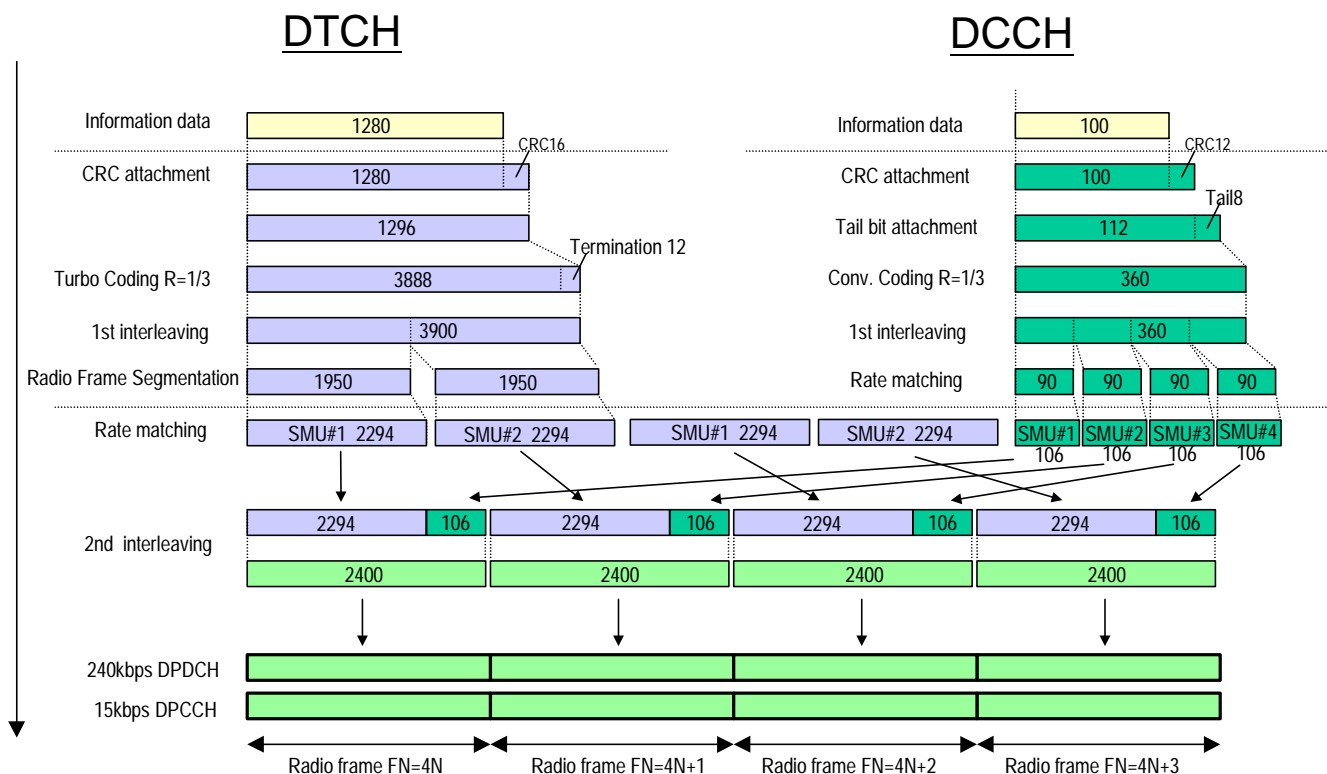 DTCH
DCCH
Information data
1280
Information data
100
CRC16
CRC12
CRC attachment
1280
CRC attachment
100
Tail8
1296
Tail bit attachment
112
Termination 12
Turbo Coding R=1/3
3888
Conv. Coding R=1/3
360
1st interleaving
3900
1st interleaving
360
Radio Frame Segmentation
1950
1950
Rate matching
90
90
90
90
Rate matching
SMU#1 2294
SMU#2 2294
SMU#1 2294
SMU#2 2294
SMU#1
SMU#2
SMU#3
SMU#4
106
106
106
106
2294
106
2294
106
2294
106
2294
106
2nd interleaving
2400
2400
2400
2400
240kbps DPDCH
15kbps DPCCH
Radio frame FN=4N
Radio frame FN=4N+1
Radio frame FN=4N+2
Radio frame FN=4N+3